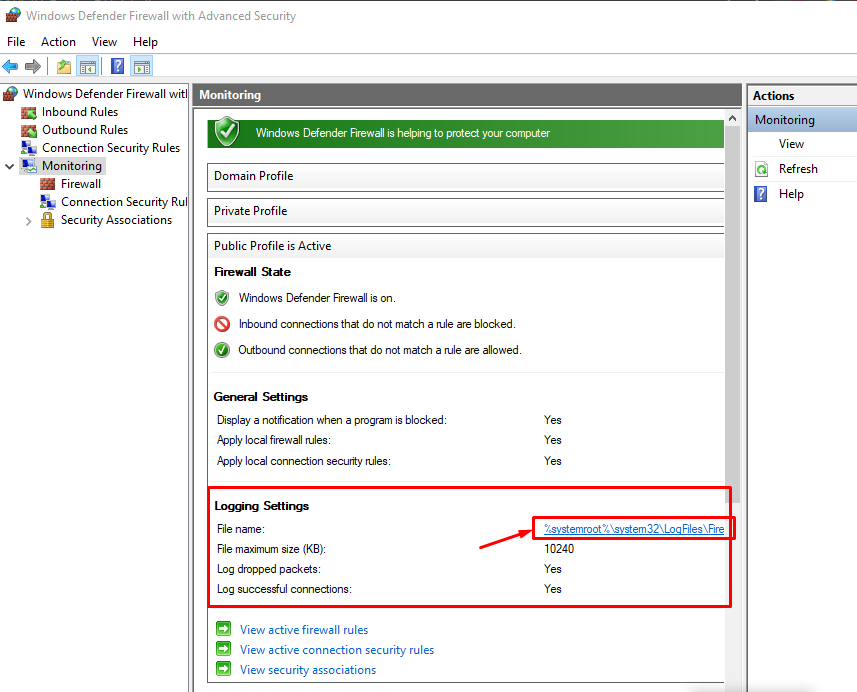 Windows Defender Firewall with Advanced Security
File Action View Help
Windows Defender Firewall wit
Inbound Rules
Outbound Rules
Connection Security Rules
Monitoring
Firewall
Connection Security Rul
Security Associations
Monitoring
Windows Defender Firewall is helping to protect your computer
Domain Profile
Private Profile
Public Profile is Active
Firewall State
Windows Defender Firewall is on.
Inbound connections that do not match a rule are blocked.
Outbound connections that do not match a rule are allowed.
General Settings
Display a notification when a program is blocked: Yes
Apply local firewall rules: Yes
Apply local connection security rules: Yes
Logging Settings
File name: %systemroot%\system32\LogFiles\Fire
File maximum size (KB): 10240
Log dropped packets: Yes
Log successful connections: Yes
View active firewall rules
View active connection security rules
View security associations
Actions
Monitoring
View
Refresh
Help